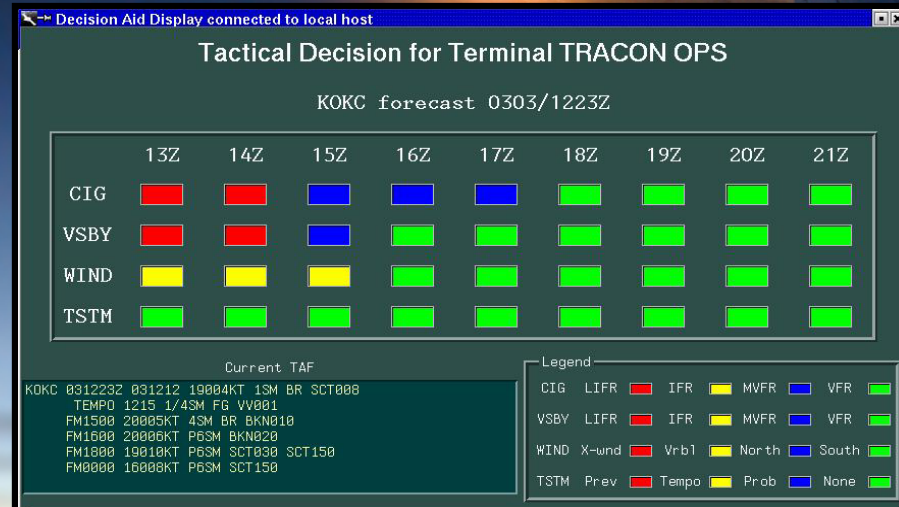 Decision Aid Display connected to local host
Tactical Decision for Terminal TRACON OPS
KOKC forecast 0303/1223Z
13Z 14Z 15Z 16Z 17Z 18Z 19Z 20Z 21Z
CIG
VSBY
WIND
TSTM
Current TAF
KOKC 031223Z 031212 19004KT 1SM BR SCT008
TEMPO 1215 1/4SM FG VV001
FM1500 20005KT 4SM BR BKN010
FM1600 20006KT P6SM BKN020
FM1800 19010KT P6SM SCT030 SCT150
FM0000 16008KT P6SM SCT150
Legend
CIG LIFR IFR MVFR VFR
VSBY LIFR IFR MVFR VFR
WIND X-wnd Vrbl North South
TSTM Prev Tempo Prob None